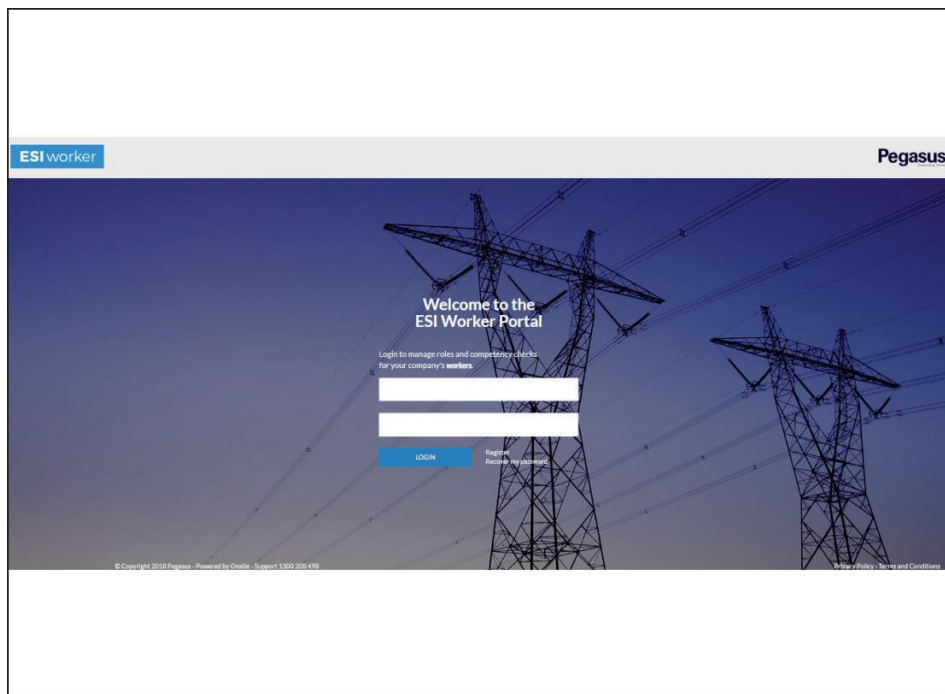 ESI worker
Pegasus
Welcome to the
ESI Worker Portal
Login to manage roles and competency checks
for your company's workers.
LOGIN
Register
Recover my password
© Copyright 2018 Pegasus - Powered by Onsite - Support 1300 208 498
Privacy Policy - Terms and Conditions